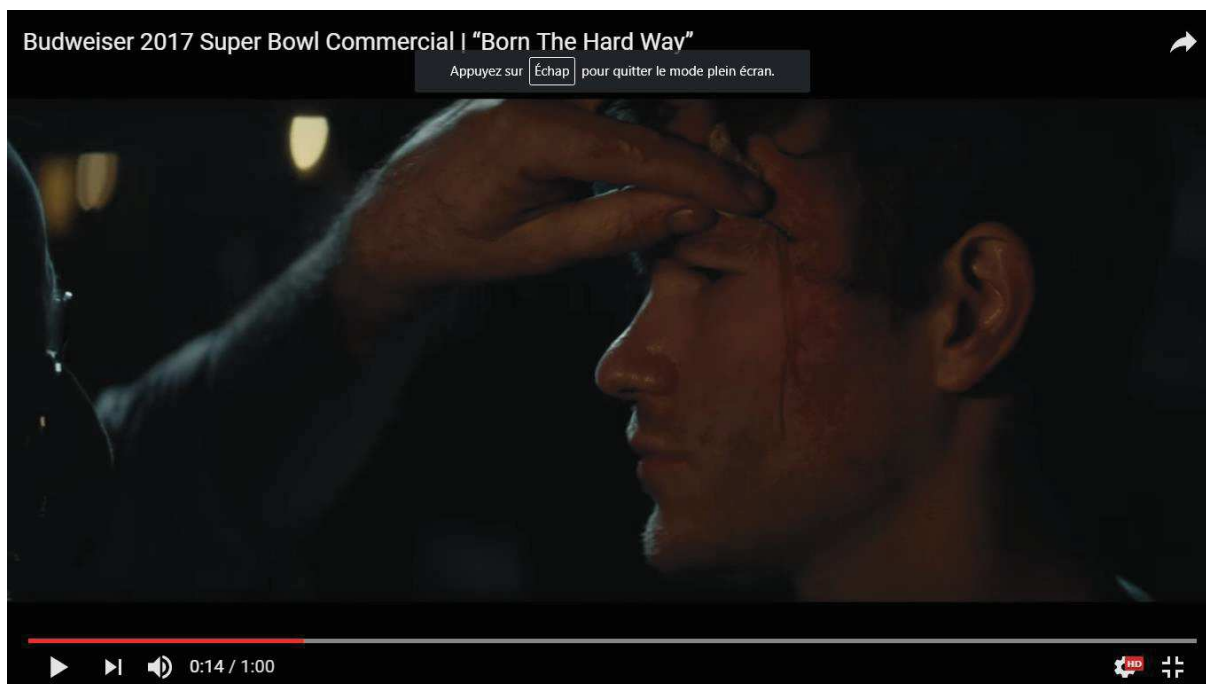 Budweiser 2017 Super Bowl Commercial | “Born The Hard Way”
Appuyez sur Échap pour quitter le mode plein écran.
0:14 / 1:00
HD